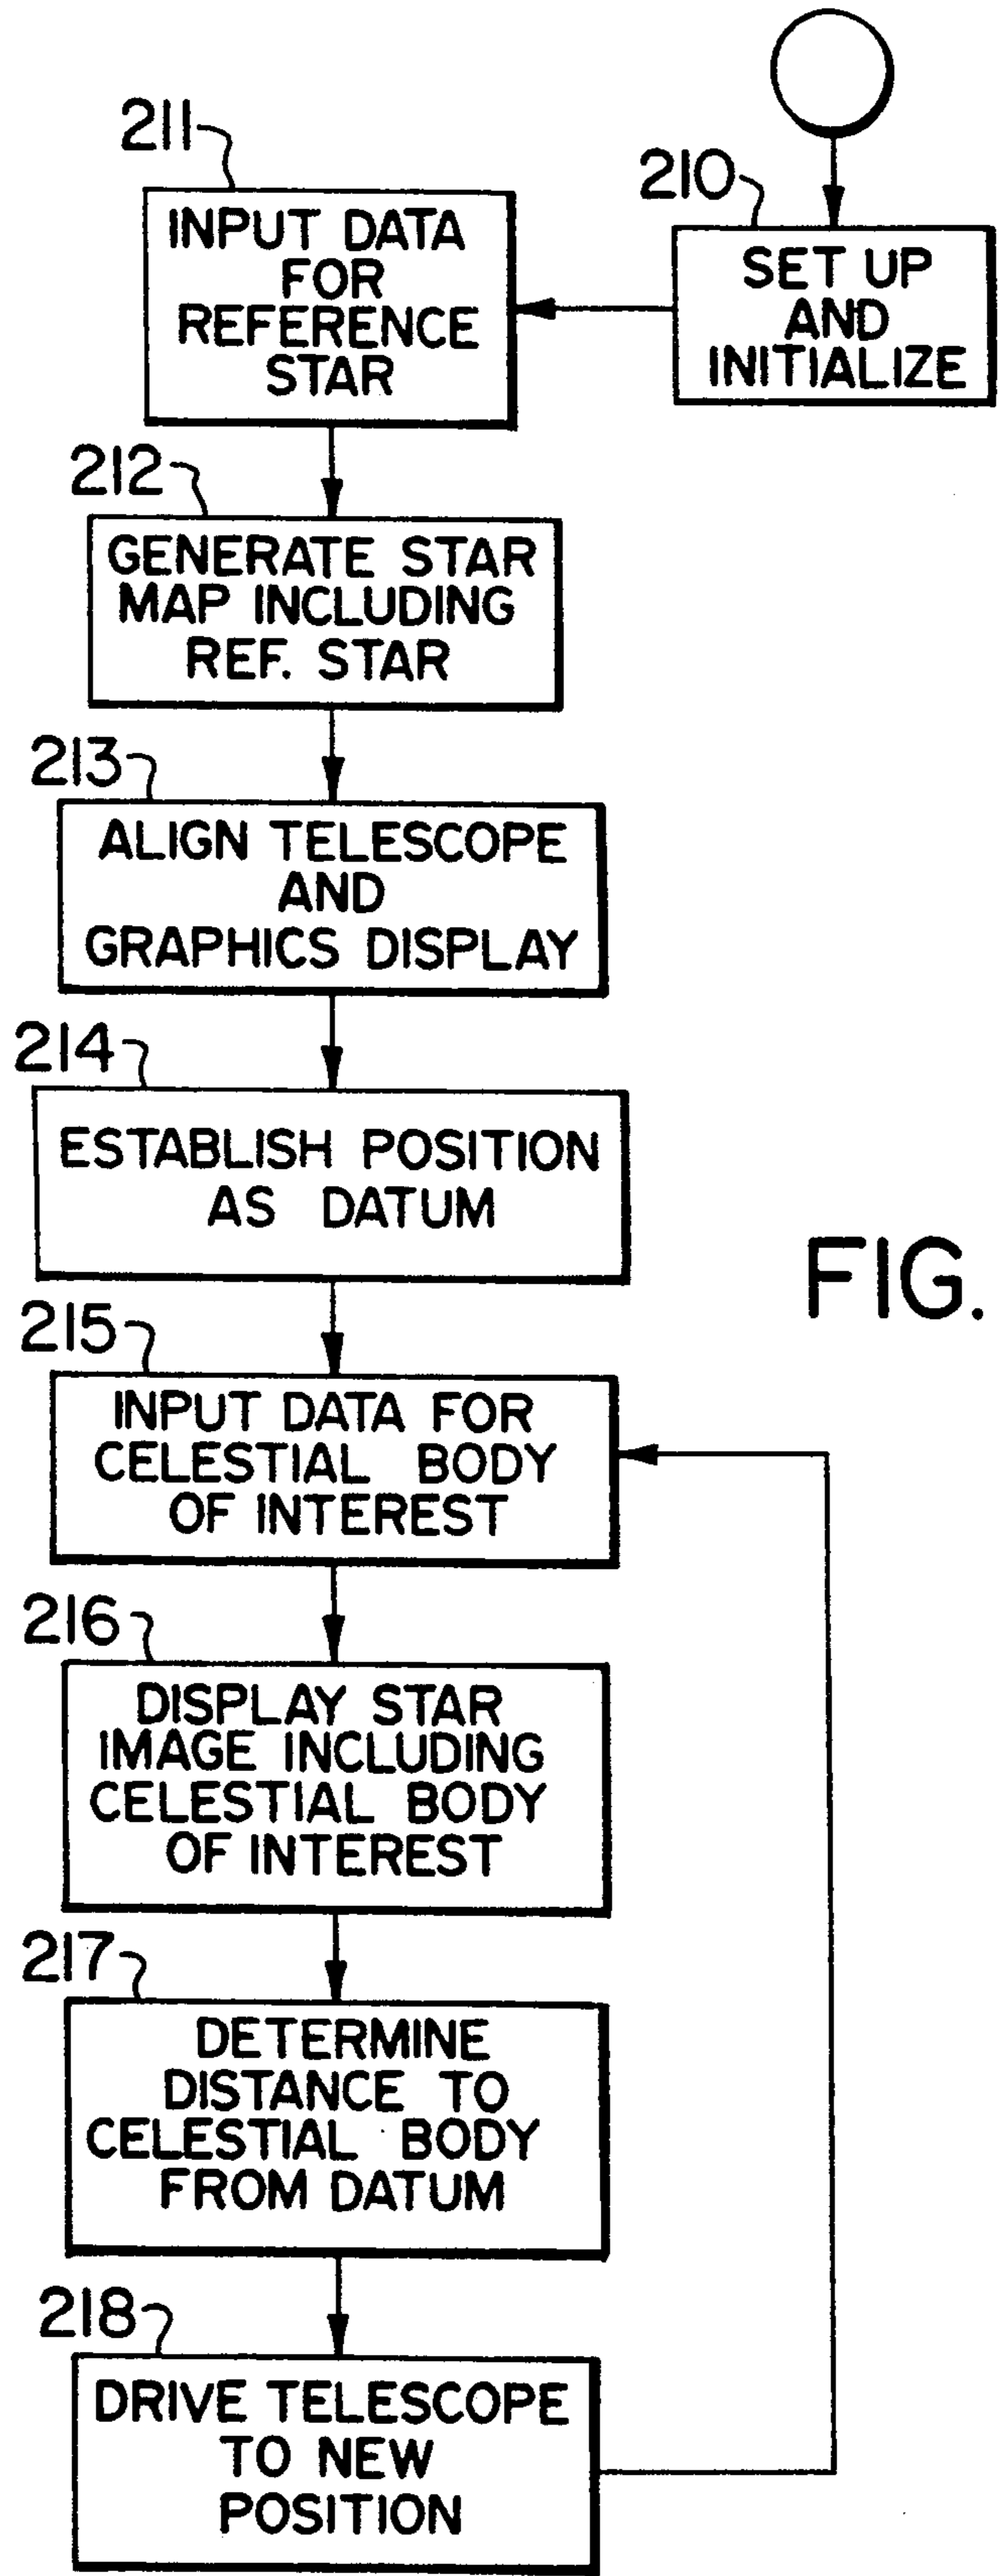 210
SET UP
AND
INITIALIZE
211
INPUT DATA
FOR
REFERENCE
STAR
212
GENERATE STAR
MAP INCLUDING
REF. STAR
213
ALIGN TELESCOPE
AND
GRAPHICS DISPLAY
214
ESTABLISH POSITION
AS DATUM
FIG.
215
INPUT DATA FOR
CELESTIAL BODY
OF INTEREST
216
DISPLAY STAR
IMAGE INCLUDING
CELESTIAL BODY
OF INTEREST
217
DETERMINE
DISTANCE TO
CELESTIAL BODY
FROM DATUM
218
DRIVE TELESCOPE
TO NEW
POSITION